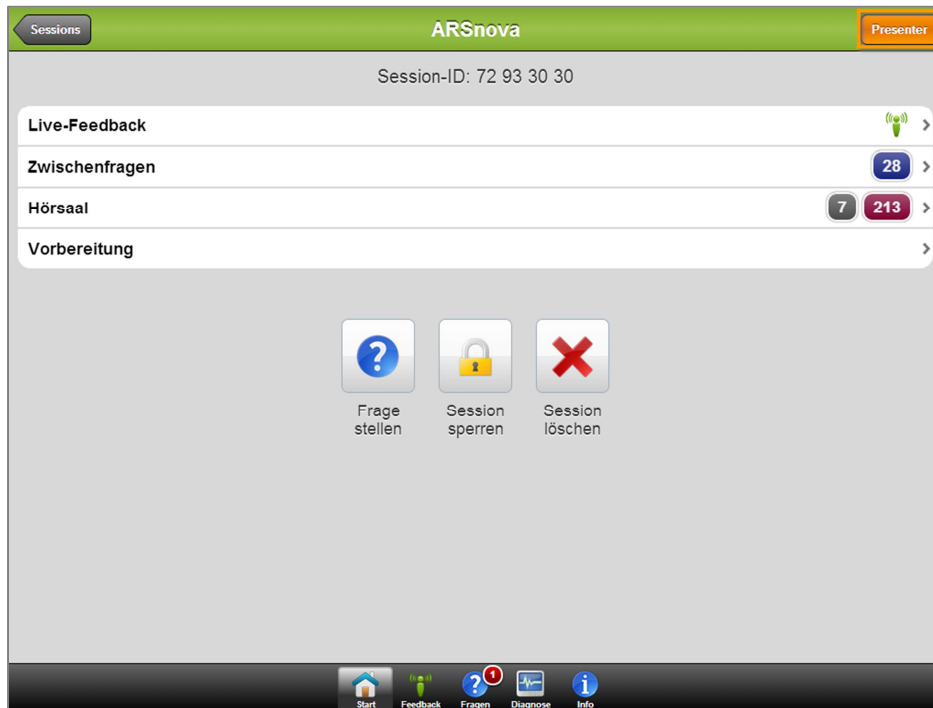 Sessions ARSnova Presenter
Session-ID: 72 93 30 30
Live-Feedback
Zwischenfragen 28
Hörsaal 7 213
Vorbereitung
Frage stellen
Session sperren
Session löschen
1
Start Feedback Fragen Diagnose Info